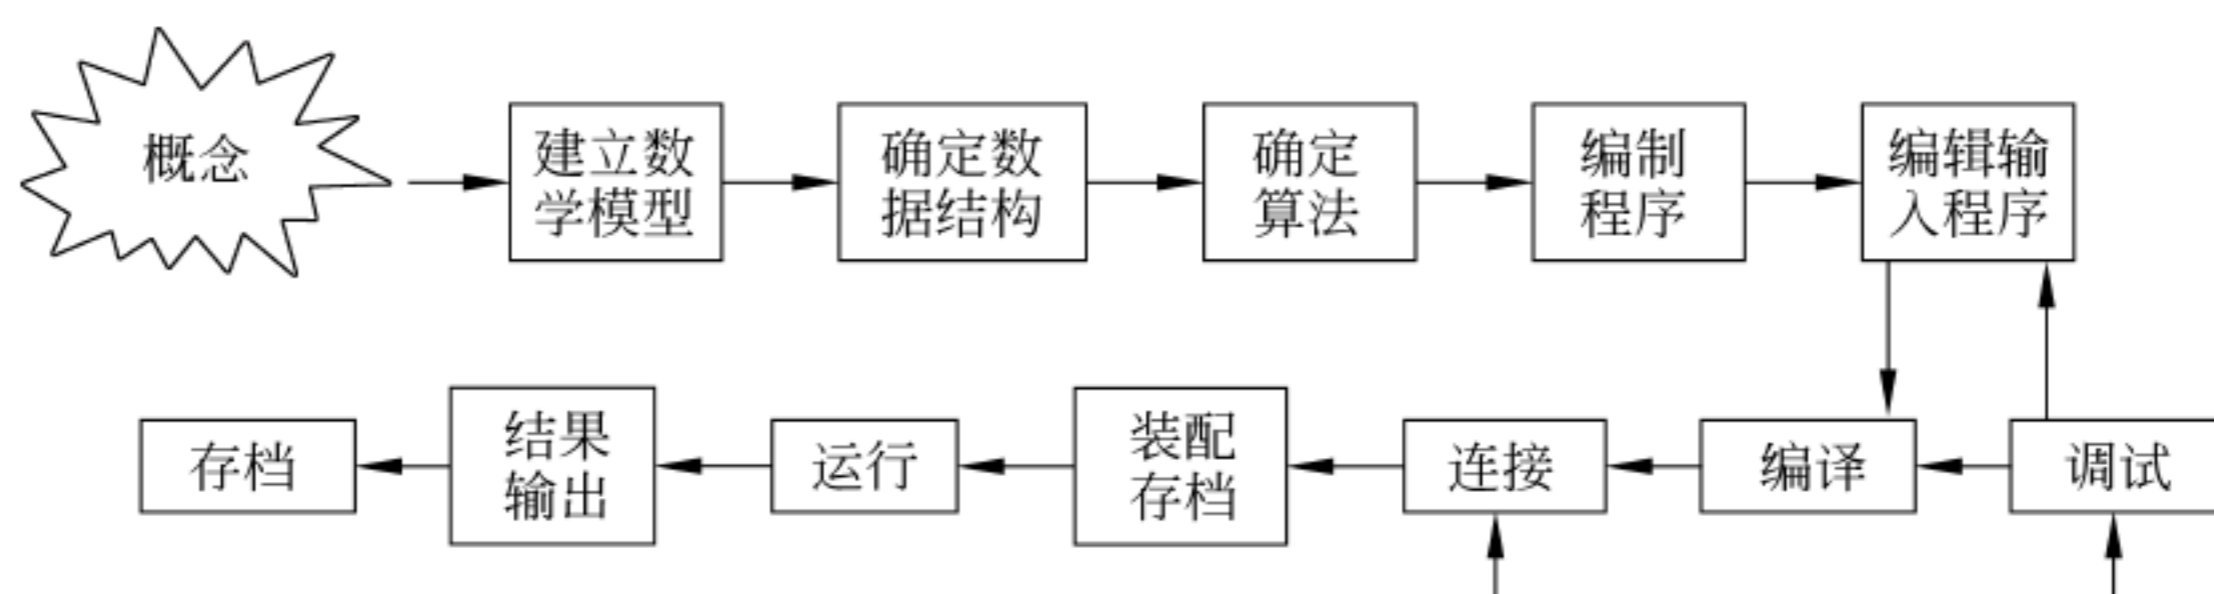 概念
建立数
学模型
确定数
据结构
确定
算法
编制
程序
编辑输
入程序
存档
结果
输出
运行
装配
存档
连接
编译
调试